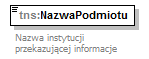 tns:NazwaPodmiotu
Nazwa instytucji
przekazującej informacje